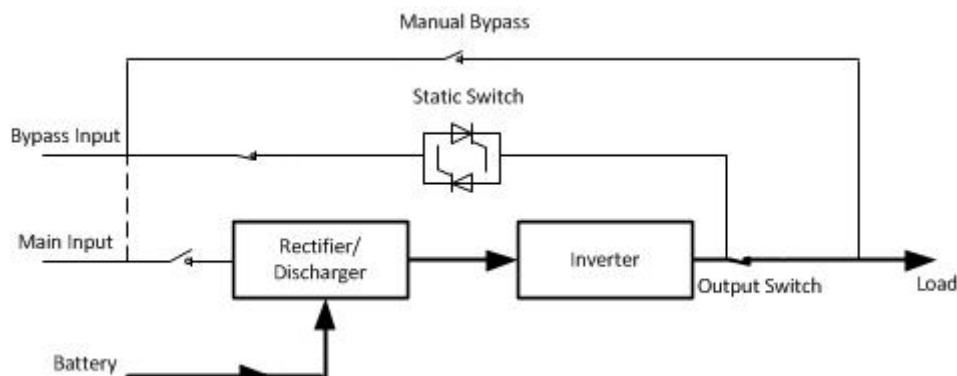 Manual Bypass
Static Switch
Bypass Input
Main Input
Rectifier/
Discharger
Inverter
Output Switch
Load
Battery